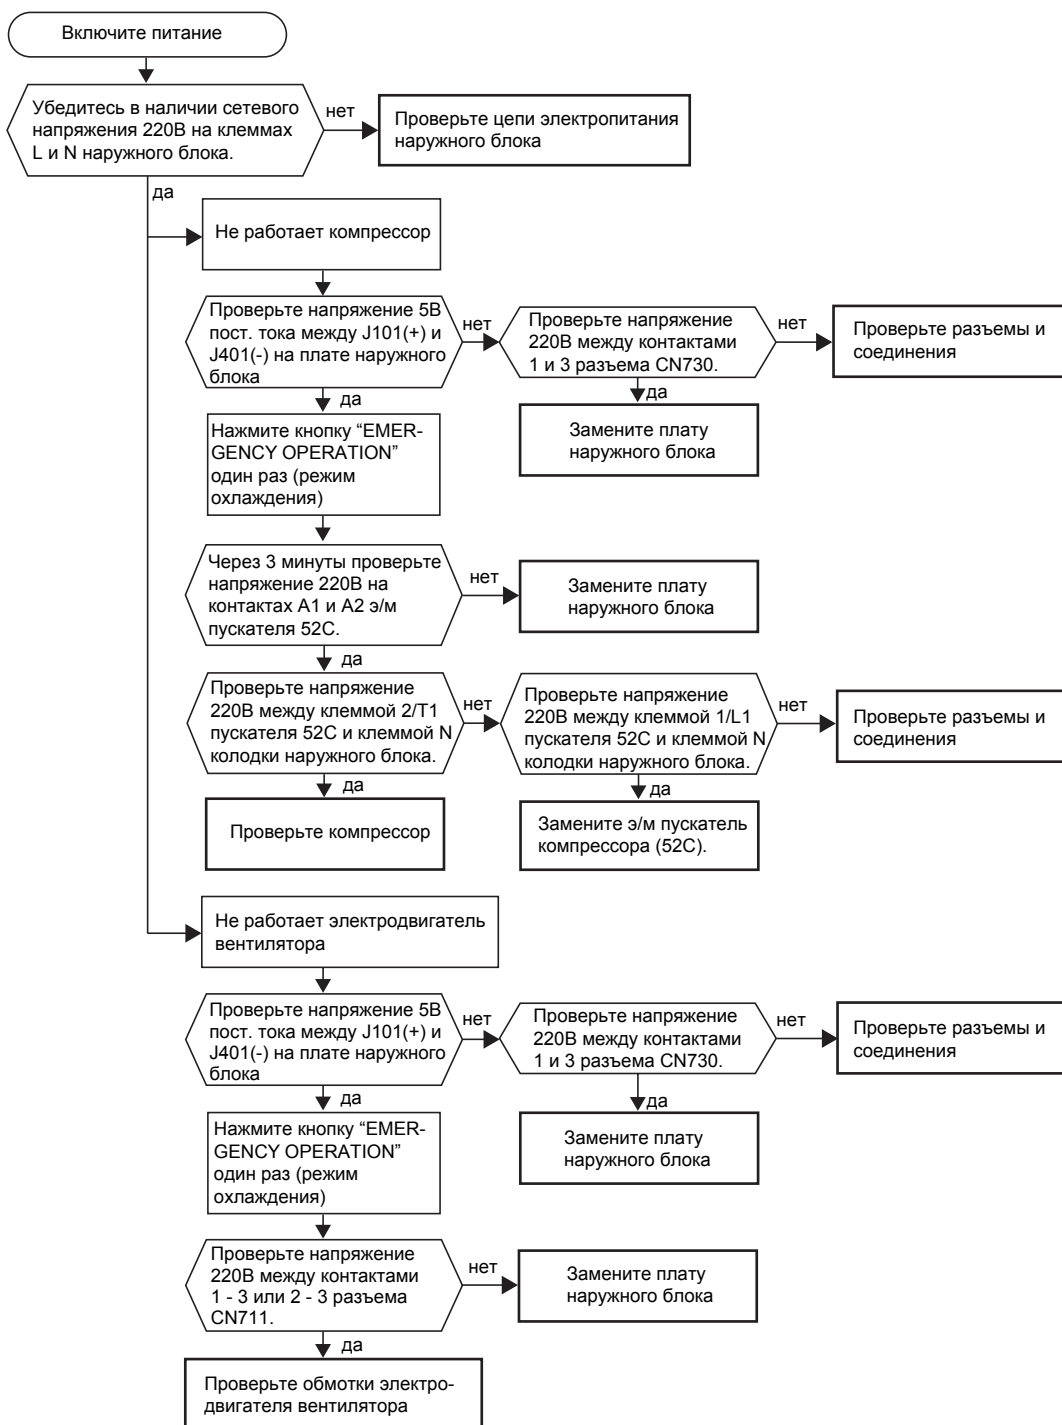 Включите питание
Убедитесь в наличии сетевого
напряжения 220В на клеммах
L и N наружного блока.
нет
Проверьте цепи электропитания
наружного блока
да
Не работает компрессор
Проверьте напряжение 5В
пост. тока между J101(+) и
J401(-) на плате наружного
блока
нет
Проверьте напряжение
220В между контактами
1 и 3 разъема CN730.
нет
Проверьте разъемы и
соединения
да
да
Нажмите кнопку “EMER-
GENCY OPERATION”
один раз (режим
охлаждения)
Замените плату
наружного блока
Через 3 минуты проверьте
напряжение 220В на
контактах А1 и А2 э/м
пускателя 52С.
нет
Замените плату
наружного блока
да
Проверьте напряжение
220В между клеммой 2/Т1
пускателя 52С и клеммой N
колодки наружного блока.
нет
Проверьте напряжение
220В между клеммой 1/L1
пускателя 52С и клеммой N
колодки наружного блока.
нет
Проверьте разъемы и
соединения
да
да
Проверьте компрессор
Замените э/м пускатель
компрессора (52С).
Не работает электродвигатель
вентилятора
Проверьте напряжение 5В
пост. тока между J101(+) и
J401(-) на плате наружного
блока
нет
Проверьте напряжение
220В между контактами
1 и 3 разъема CN730.
нет
Проверьте разъемы и
соединения
да
да
Нажмите кнопку “EMER-
GENCY OPERATION”
один раз (режим
охлаждения)
Замените плату
наружного блока
Проверьте напряжение
220В между контактами
1 - 3 или 2 - 3 разъема
CN711.
нет
Замените плату
наружного блока
да
Проверьте обмотки электро-
двигателя вентилятора